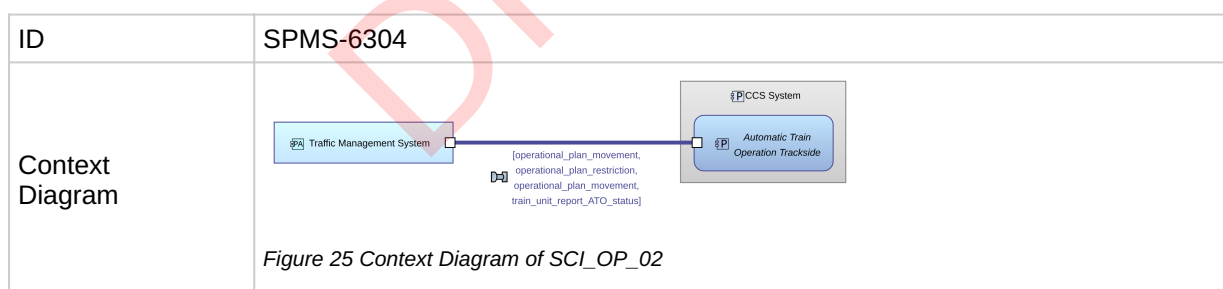 ID
SPMS-6304
Context
Diagram
PA Traffic Management System
P CCS System
P Automatic Train
Operation Trackside
[operational_plan_movement,
operational_plan_restriction,
operational_plan_movement,
train_unit_report_ATO_status]
Figure 25 Context Diagram of SCI_OP_02